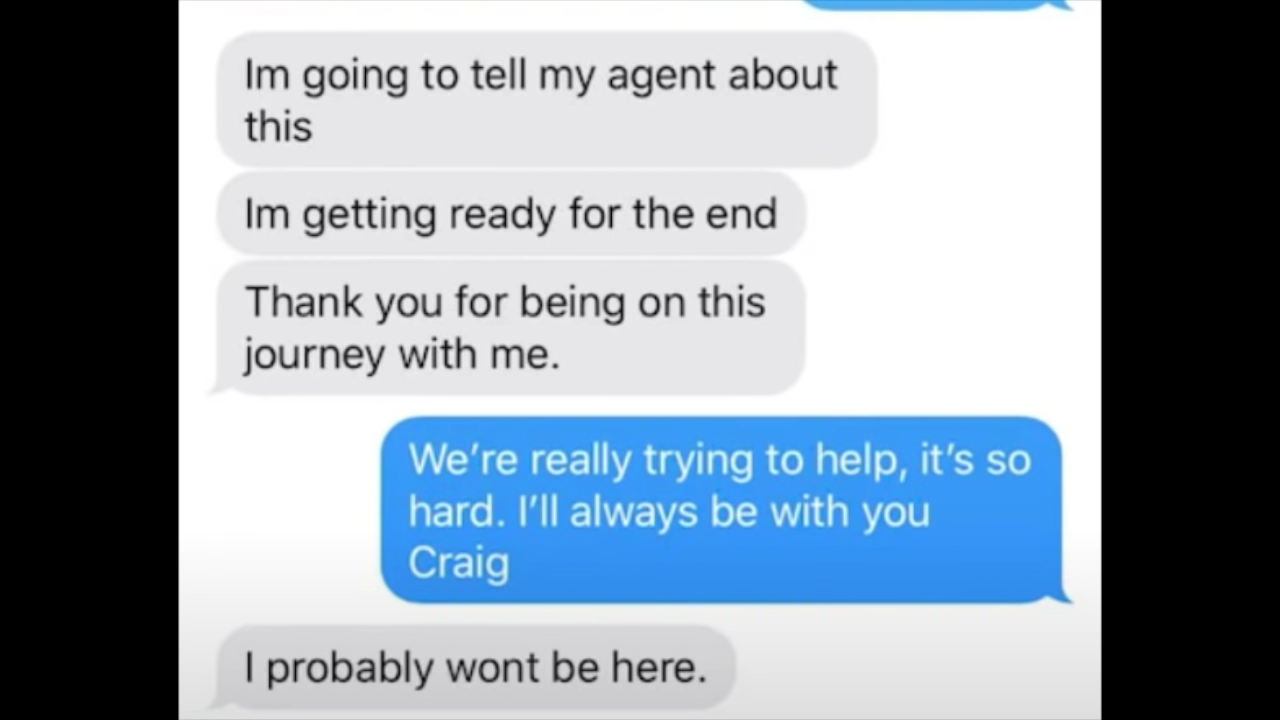 Im going to tell my agent about
this
Im getting ready for the end
Thank you for being on this
journey with me.
We’re really trying to help, it’s so
hard. I’ll always be with you
Craig
I probably wont be here.